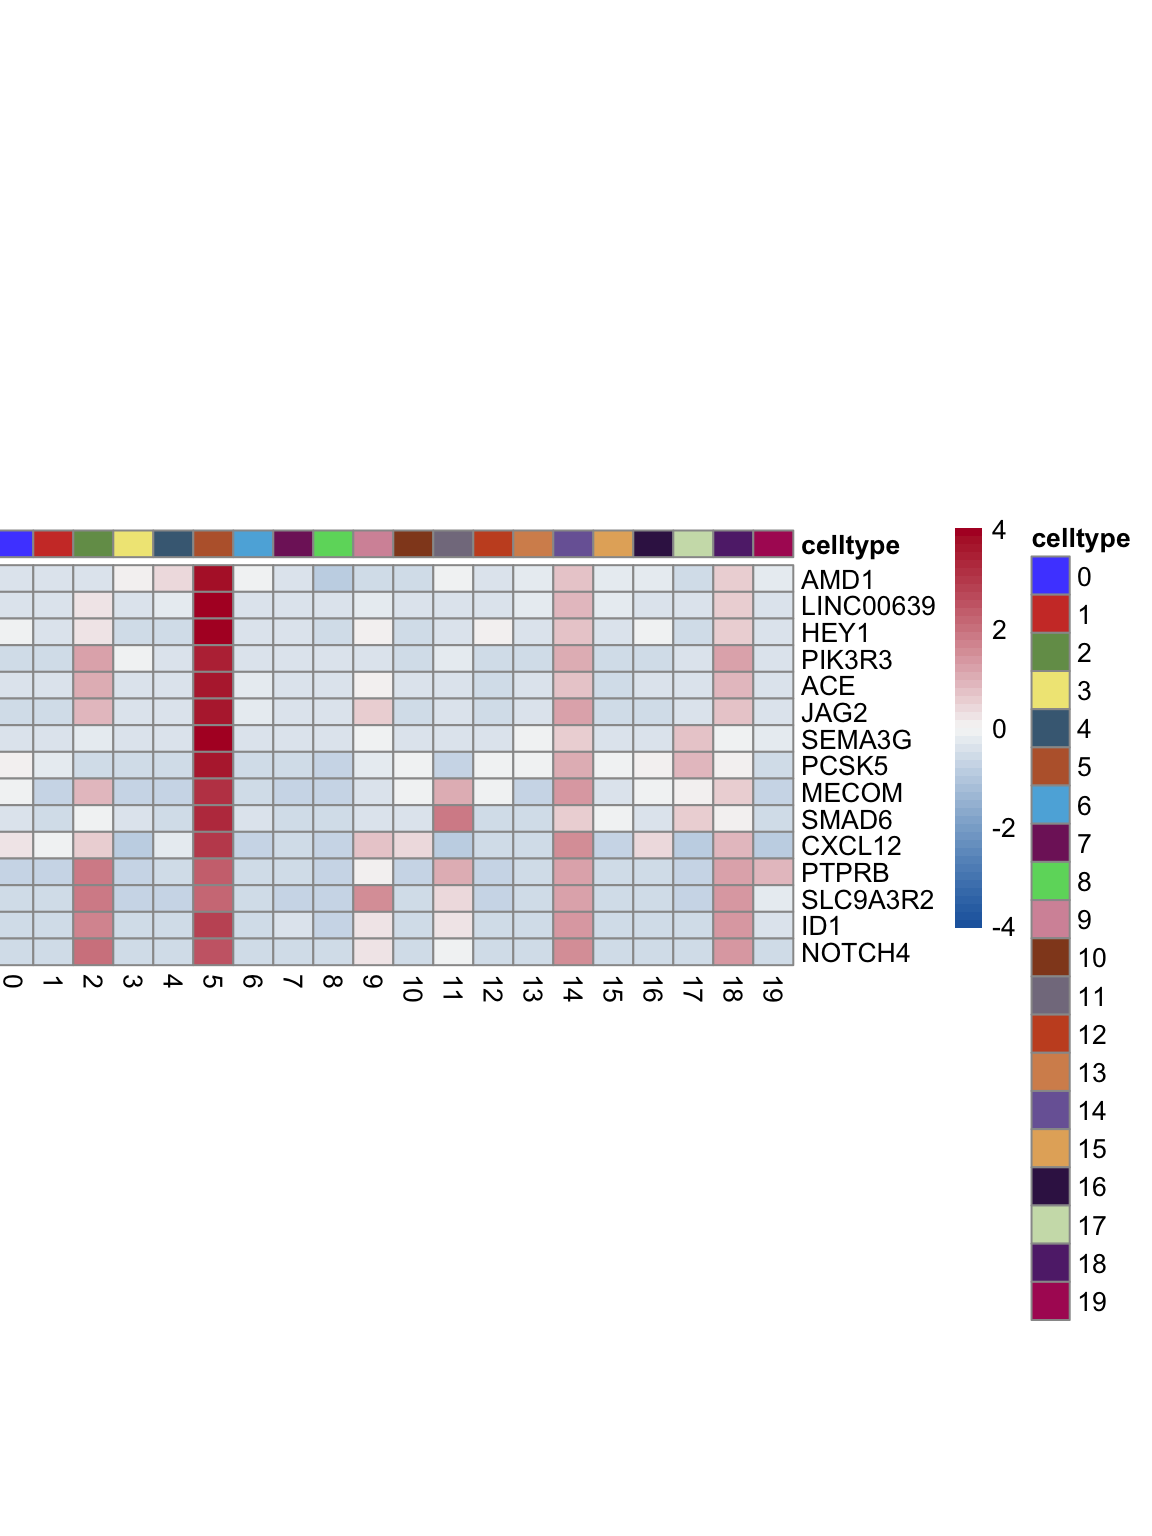 celltype
AMD1
LINC00639
HEY1
PIK3R3
ACE
JAG2
SEMA3G
PCSK5
MECOM
SMAD6
CXCL12
PTPRB
SLC9A3R2
ID1
NOTCH4
0 1 2 3 4 5 6 7 8 9 10 11 12 13 14 15 16 17 18 19
4
2
0
-2
-4
celltype
0
1
2
3
4
5
6
7
8
9
10
11
12
13
14
15
16
17
18
19